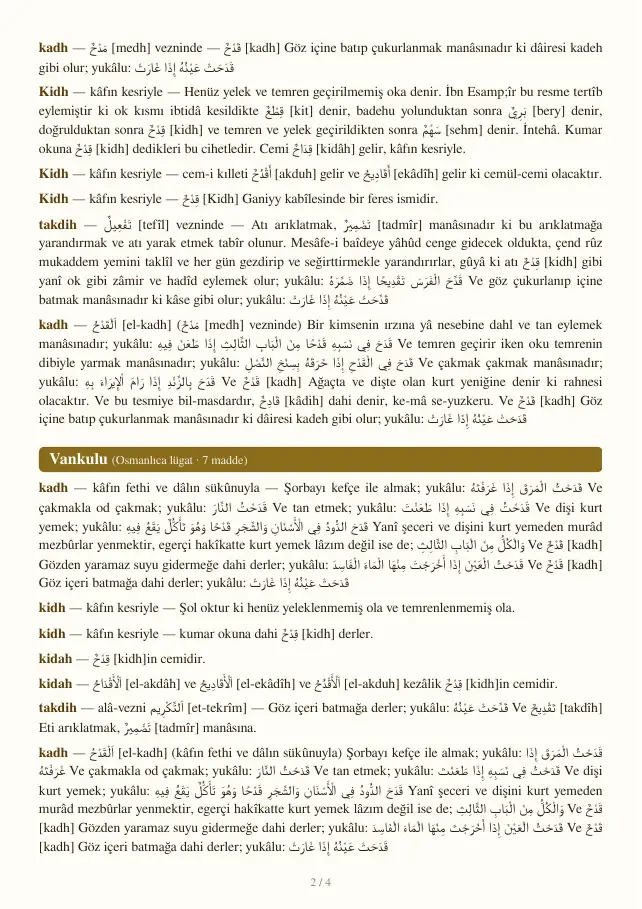 kadh — مَدْحٌ [medh] vezninde — قَدْحٌ [kadh] Göz içine batıp çukurlanmak manâsınadır ki dâiresi kadeh
gibi olur; yukâlu: قَدَحَتْ عَيْنُهُ إِذَا غَارَتْ
Kidh — kâfın kesriyle — Henüz yelek ve temren geçirilmemiş oka denir. İbn Esamp;îr bu resme tertîb
eylemiştir ki ok kısmı ibtidâ kesildikte قِطْعٌ [kit] denir, badehu yolunduktan sonra بَرِيٌّ [bery] denir,
doğrulduktan sonra قِدْحٌ [kidh] ve temren ve yelek geçirildikten sonra سَهْمٌ [sehm] denir. İntehâ. Kumar
okuna قِدْحٌ [kidh] dedikleri bu cihetledir. Cemi قِدَاحٌ [kidâh] gelir, kâfın kesriyle.
Kidh — kâfın kesriyle — cem-i kılleti أَقْدُحٌ [akduh] gelir ve أَقَادِيحُ [ekâdîh] gelir ki cemül-cemi olacaktır.
Kidh — kâfın kesriyle — قِدْحٌ [Kidh] Ganiyy kabîlesinde bir feres ismidir.
takdih — تَفْعِيلٌ [tefîl] vezninde — Atı arıklatmak, تَضْمِيرٌ [tadmîr] manâsınadır ki bu arıklatmağa
yarandırmak ve atı yarak etmek tabîr olunur. Mesâfe-i baîdeye yâhûd cenge gidecek oldukta, çend rûz
mukaddem yemini taklîl ve her gün gezdirip ve seğirttirmekle yarandırırlar, gûyâ ki atı قِدْحٌ [kidh] gibi
yanî ok gibi zâmir ve hadîd eylemek olur; yukâlu: قَدَّحَ الْفَرَسَ تَقْدِيحًا إِذَا ضَمَّرَهُ Ve göz çukurlanıp içine
batmak manâsınadır ki kâse gibi olur; yukâlu: قَدَّحَتْ عَيْنُهُ إِذَا غَارَتْ
kadh — اَلْقَدْحُ [el-kadh] (مَدْحٌ [medh] vezninde) Bir kimsenin ırzına yâ nesebine dahl ve tan eylemek
manâsınadır; yukâlu: قَدَحَ فِي نَسَبِهِ قَدْحًا مِنَ الْبَابِ الثَّالِثِ إِذَا طَعَنَ فِيهِ Ve temren geçirir iken oku temrenin
dibiyle yarmak manâsınadır; yukâlu: قَدَحَ فِي الْقِدْحِ إِذَا خَرَقَهُ بِسِنْخِ النَّصْلِ Ve çakmak çakmak manâsınadır;
yukâlu: قَدَحَ بِالزَّنْدِ إِذَا رَامَ الْإِيرَاءَ بِهِ Ve قَدْحٌ [kadh] Ağaçta ve dişte olan kurt yeniğine denir ki rahnesi
olacaktır. Ve bu tesmiye bil-masdardır, قَادِحٌ [kâdih] dahi denir, ke-mâ se-yuzkeru. Ve قَدْحٌ [kadh] Göz
içine batıp çukurlanmak manâsınadır ki dâiresi kadeh gibi olur; yukâlu: قَدَحَتْ عَيْنُهُ إِذَا غَارَتْ
Vankulu (Osmanlıca lügat · 7 madde)
kadh — kâfın fethi ve dâlın sükûnuyla — Şorbayı kefçe ile almak; yukâlu: قَدَحْتُ الْمَرَقَ إِذَا غَرَفْتَهُ Ve
çakmakla od çakmak; yukâlu: قَدَحْتُ النَّارَ Ve tan etmek; yukâlu: قَدَحْتُ فِي نَسَبِهِ إِذَا طَعَنْتَ Ve dişi kurt
yemek; yukâlu: قَدَحَ الدُّودُ فِي الْأَسْنَانِ وَالشَّجَرِ قَدْحًا وَهُوَ تَأَكُّلٌ يَقَعُ فِيهِ Yanî şeceri ve dişini kurt yemeden murâd
mezbûrlar yenmektir, egerçi hakîkatte kurt yemek lâzım değil ise de; وَالْكُلُّ مِنَ الْبَابِ الثَّالِثِ Ve قَدْحٌ [kadh]
Gözden yaramaz suyu gidermeğe dahi derler; yukâlu: قَدَحْتُ الْعَيْنَ إِذَا أَخْرَجْتَ مِنْهَا الْمَاءَ الْفَاسِدَ Ve قَدْحٌ [kadh]
Göz içeri batmağa dahi derler; yukâlu: قَدَحَتْ عَيْنُهُ إِذَا غَارَتْ
kidh — kâfın kesriyle — Şol oktur ki henüz yeleklenmemiş ola ve temrenlenmemiş ola.
kidh — kâfın kesriyle — kumar okuna dahi قِدْحٌ [kidh] derler.
kidah — قِدْحٌ [kidh]in cemidir.
kidah — اَلْأَقْدَاحُ [el-akdâh] ve اَلْأَقَادِيحُ [el-ekâdîh] ve اَلْأَقْدُحُ [el-akduh] kezâlik قِدْحٌ [kidh]in cemidir.
takdih — alâ-vezni اَلتَّكْرِيم [et-tekrîm] — Göz içeri batmağa derler; yukâlu: قَدَّحَتْ عَيْنُهُ Ve تَقْدِيحٌ [takdîh]
Eti arıklatmak, تَضْمِيرٌ [tadmîr] manâsına.
kadh — اَلْقَدْحُ [el-kadh] (kâfın fethi ve dâlın sükûnuyla) Şorbayı kefçe ile almak; yukâlu: قَدَحْتُ الْمَرَقَ إِذَا
غَرَفْتَهُ Ve çakmakla od çakmak; yukâlu: قَدَحْتُ النَّارَ Ve tan etmek; yukâlu: قَدَحْتُ فِي نَسَبِهِ إِذَا طَعَنْتَ Ve dişi
kurt yemek; yukâlu: قَدَحَ الدُّودُ فِي الْأَسْنَانِ وَالشَّجَرِ قَدْحًا وَهُوَ تَأَكُّلٌ يَقَعُ فِيهِ Yanî şeceri ve dişini kurt yemeden
murâd mezbûrlar yenmektir, egerçi hakîkatte kurt yemek lâzım değil ise de; وَالْكُلُّ مِنَ الْبَابِ الثَّالِثِ Ve قَدْحٌ
[kadh] Gözden yaramaz suyu gidermeğe dahi derler; yukâlu: قَدَحْتُ الْعَيْنَ إِذَا أَخْرَجْتَ مِنْهَا الْمَاءَ الْفَاسِدَ Ve قَدْحٌ
[kadh] Göz içeri batmağa dahi derler; yukâlu: قَدَحَتْ عَيْنُهُ إِذَا غَارَتْ
2 / 4